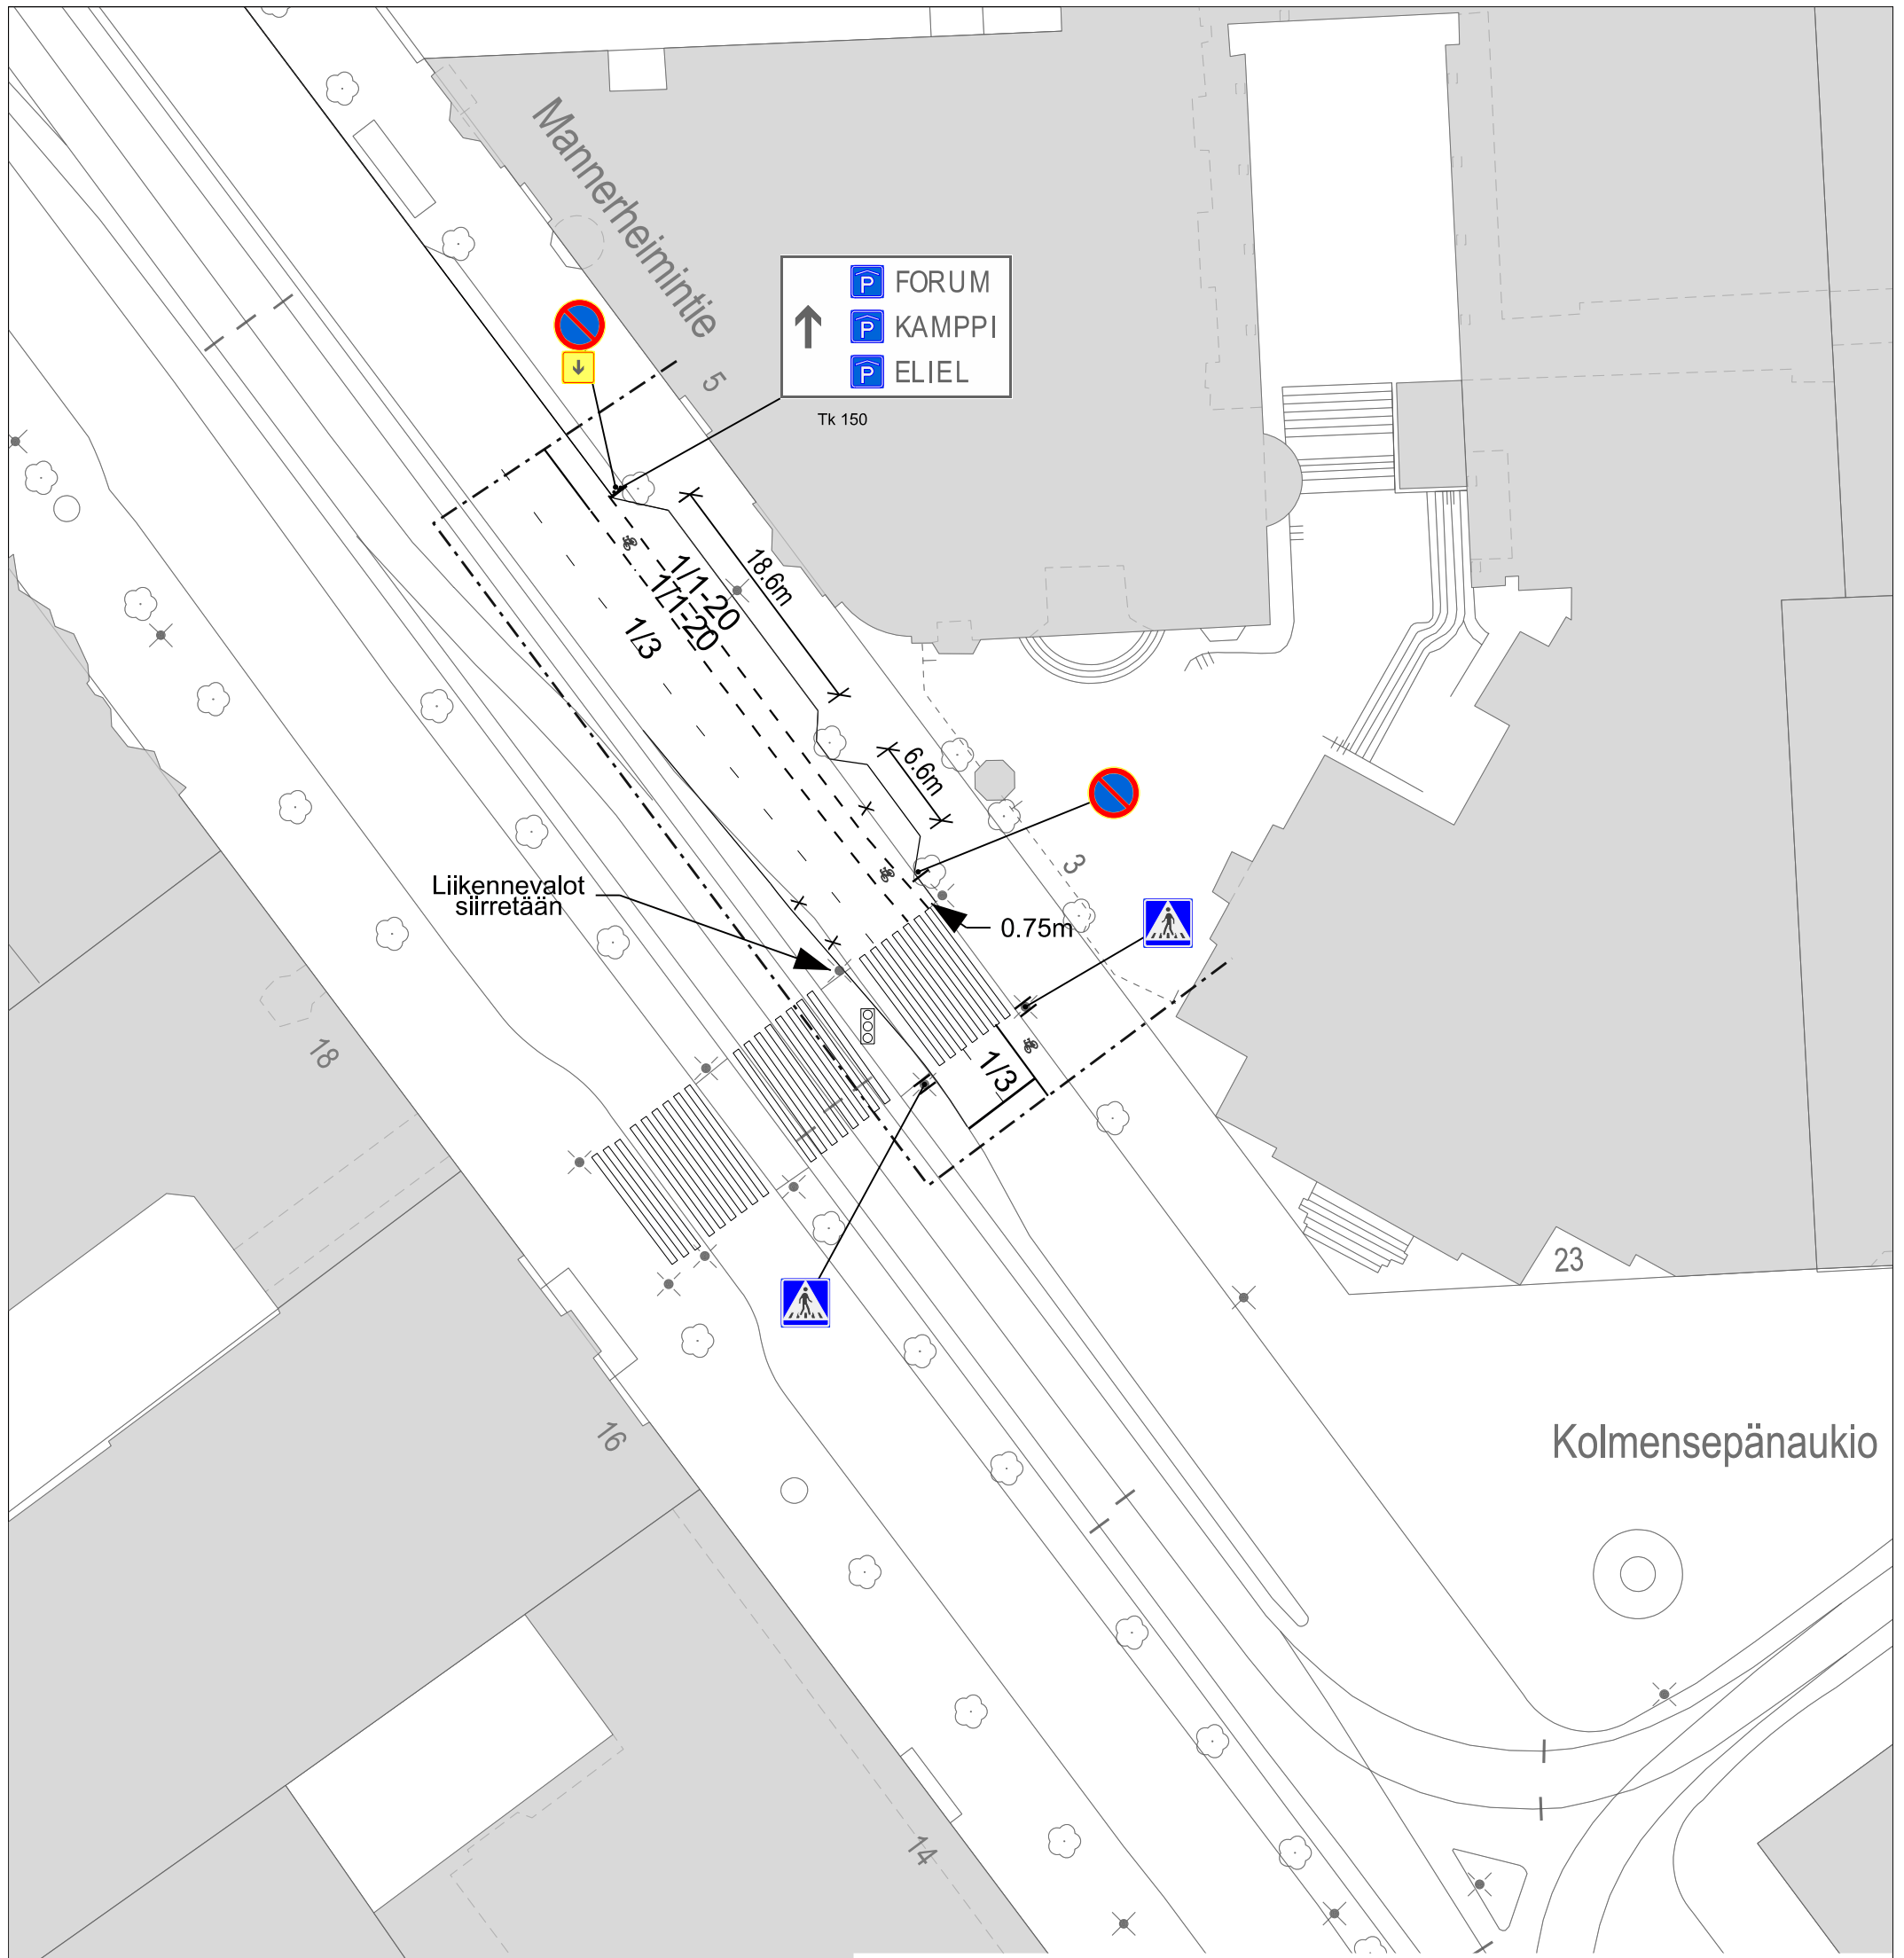 Mannerheimintie
P FORUM
P KAMPPI
P ELIEL
Tk 150
5
18.6m
1/1-20
1/1-20
1/3
6.6m
3
Liikennevalot
siirretään
0.75m
1/3
18
23
16
Kolmensepänaukio
14